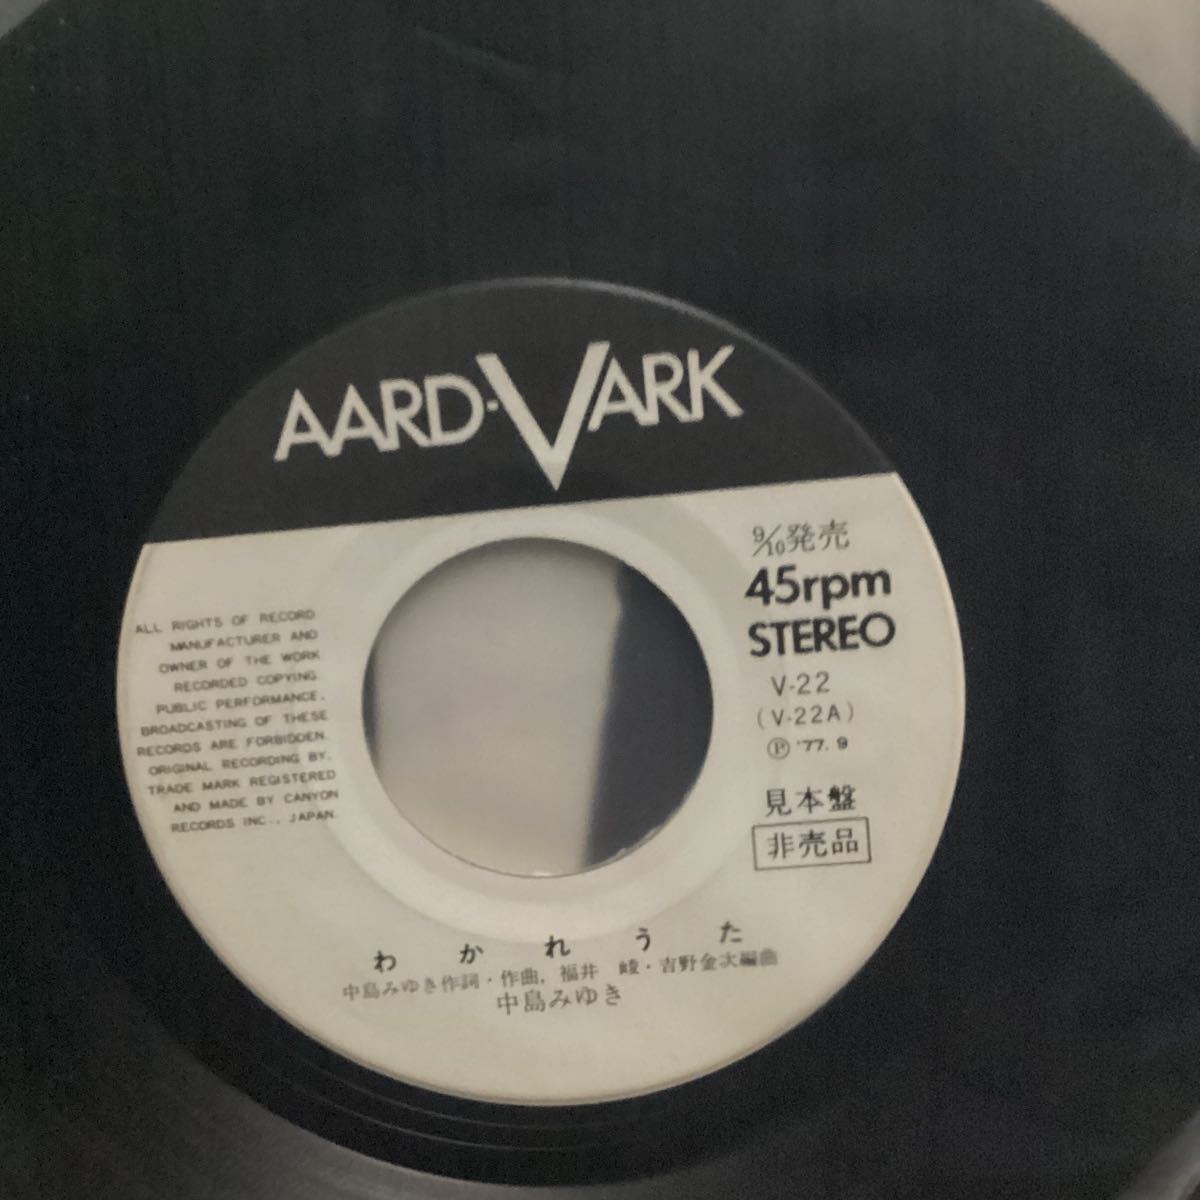 AARD-VARK
9/10発売
45rpm
STEREO
V-22
(V-22A)
Ⓟ '77. 9
見本盤
非売品
ALL RIGHTS OF RECORD
MANUFACTURER AND
OWNER OF THE WORK
RECORDED COPYING.
PUBLIC PERFORMANCE.
BROADCASTING OF THESE
RECORDS ARE FORBIDDEN.
ORIGINAL RECORDING BY.
TRADE MARK REGISTERED
AND MADE BY CANYON
RECORDS INC., JAPAN.
わかれうた
中島みゆき作詞・作曲, 福井 崚・吉野金次編曲
中島みゆき